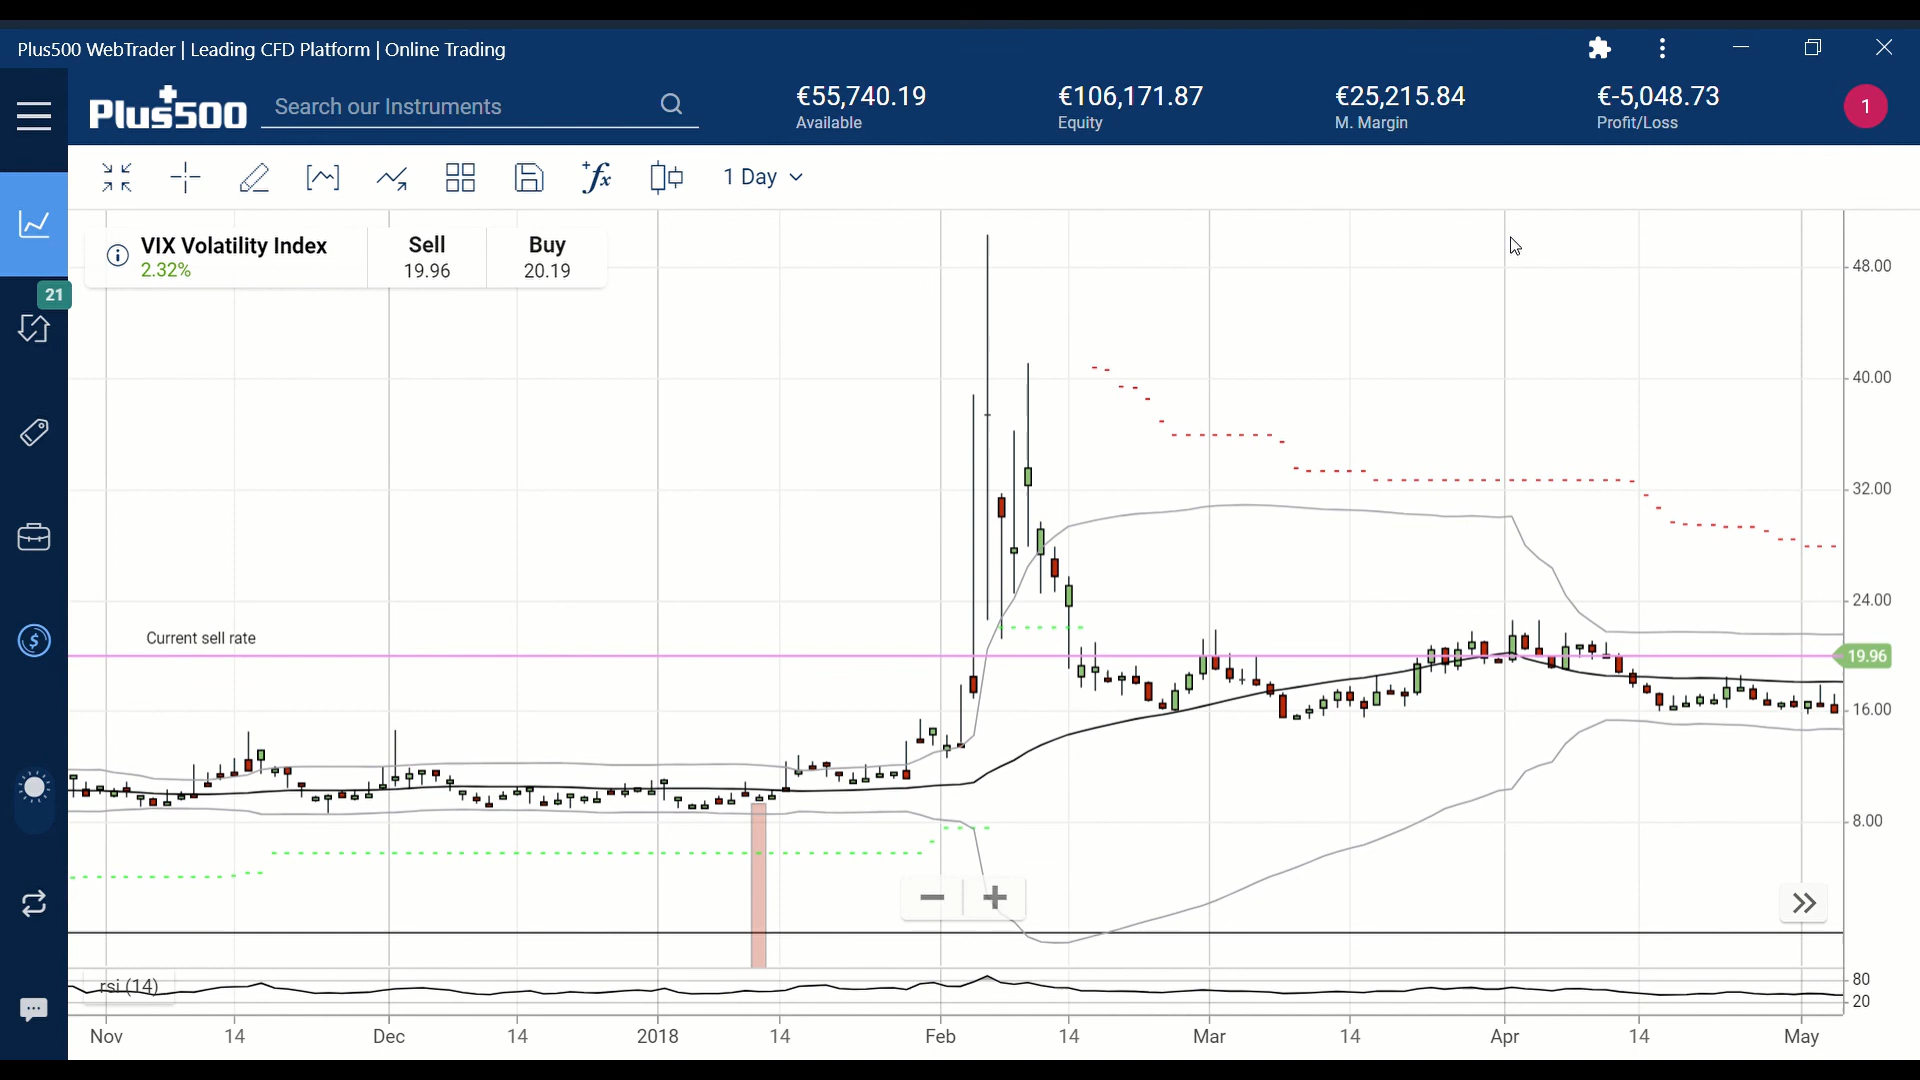 Plus500 WebTrader | Leading CFD Platform | Online Trading
Plus500 Search our Instruments €55,740.19 €106,171.87 €25,215.84 €-5,048.73 1
Available Equity M. Margin Profit/Loss
+fx 1 Day
VIX Volatility Index Sell Buy
2.32% 19.96 20.19
48.00
21
40.00
32.00
24.00
Current sell rate
19.96
16.00
8.00
rsi (14)
80
20
Nov 14 Dec 14 2018 14 Feb 14 Mar 14 Apr 14 May